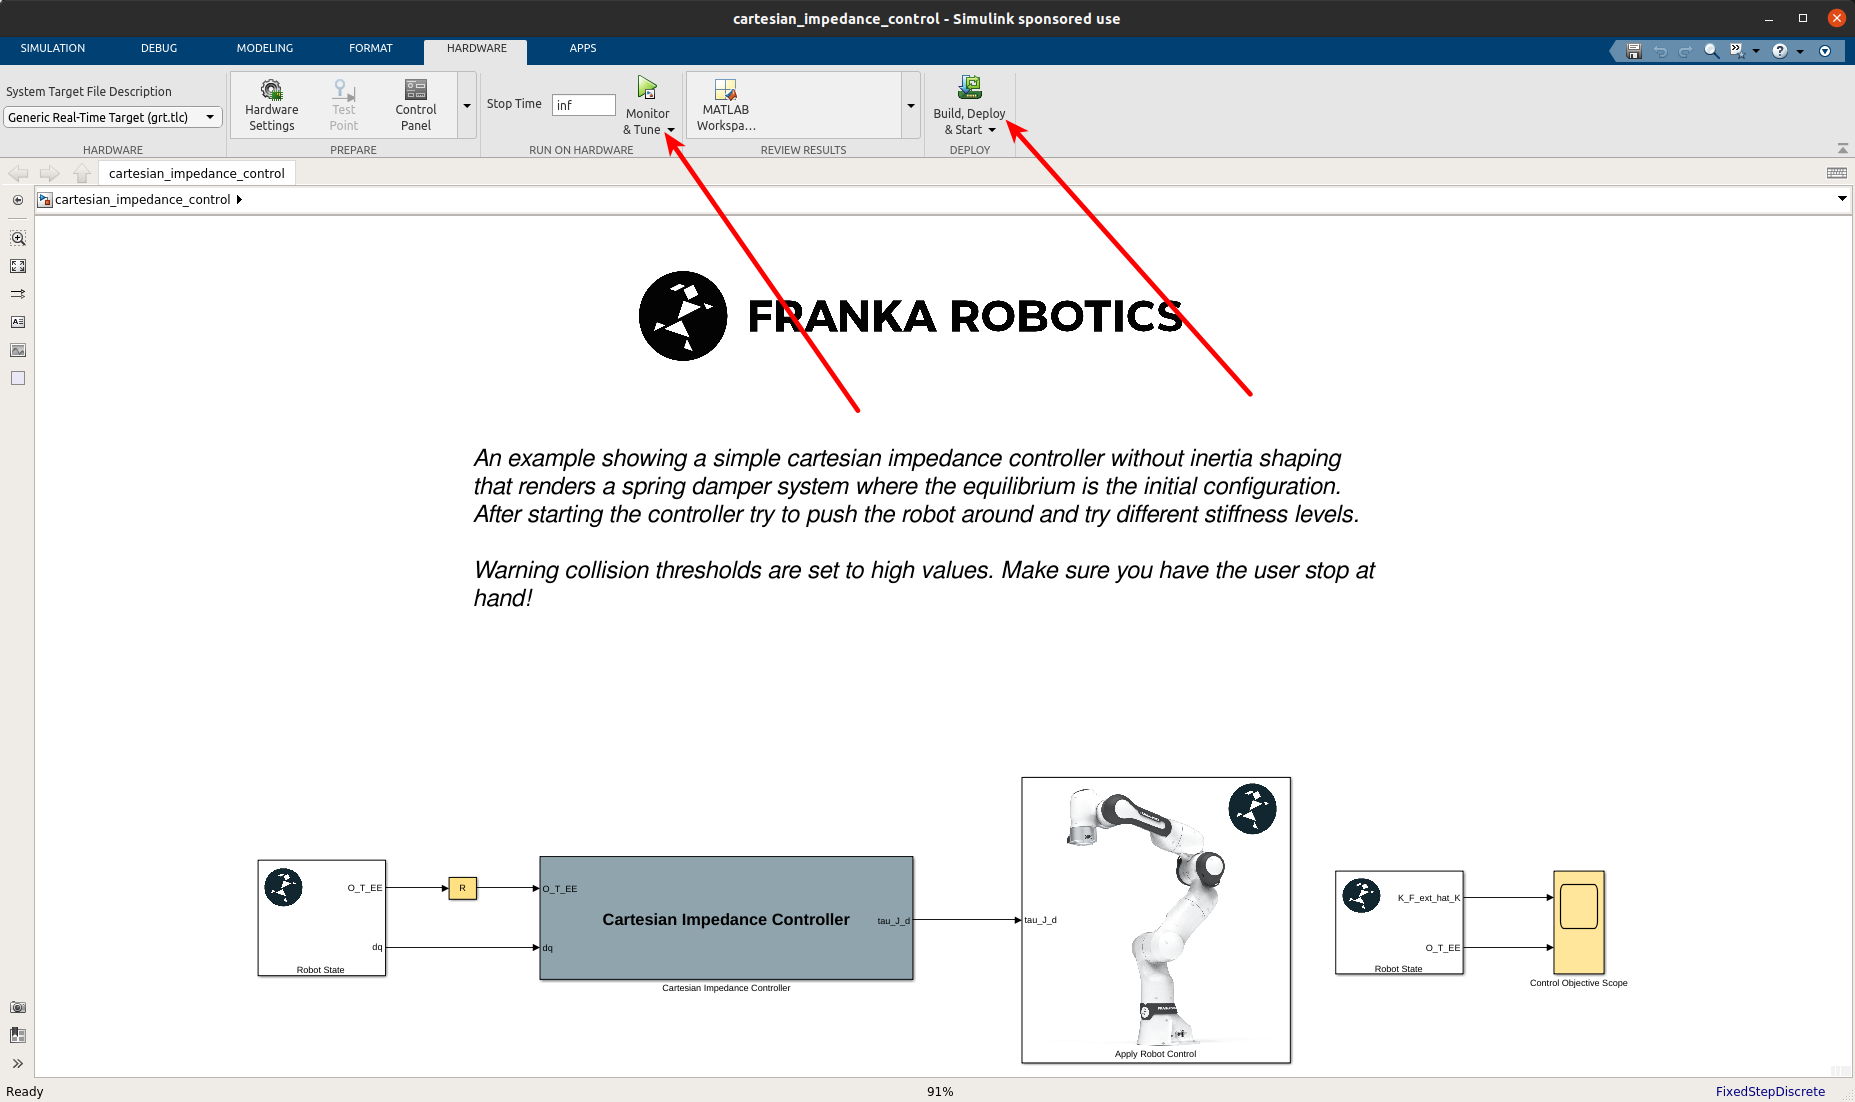 cartesian_impedance_control - Simulink sponsored use
SIMULATION
DEBUG
MODELING
FORMAT
HARDWARE
APPS
System Target File Description
Generic Real-Time Target (grt.tlc)
HARDWARE
Hardware
Settings
Test
Point
Control
Panel
PREPARE
Stop Time
inf
Monitor
& Tune
RUN ON HARDWARE
MATLAB
Workspa...
REVIEW RESULTS
Build, Deploy
& Start
DEPLOY
cartesian_impedance_control
cartesian_impedance_control
FRANKA ROBOTICS
An example showing a simple cartesian impedance controller without inertia shaping
that renders a spring damper system where the equilibrium is the initial configuration.
After starting the controller try to push the robot around and try different stiffness levels.
Warning collision thresholds are set to high values. Make sure you have the user stop at
hand!
O_T_EE
dq
Robot State
R
O_T_EE
dq
Cartesian Impedance Controller
tau_J_d
Cartesian Impedance Controller
tau_J_d
Apply Robot Control
K_F_ext_hat_K
O_T_EE
Robot State
Control Objective Scope
Ready
91%
FixedStepDiscrete